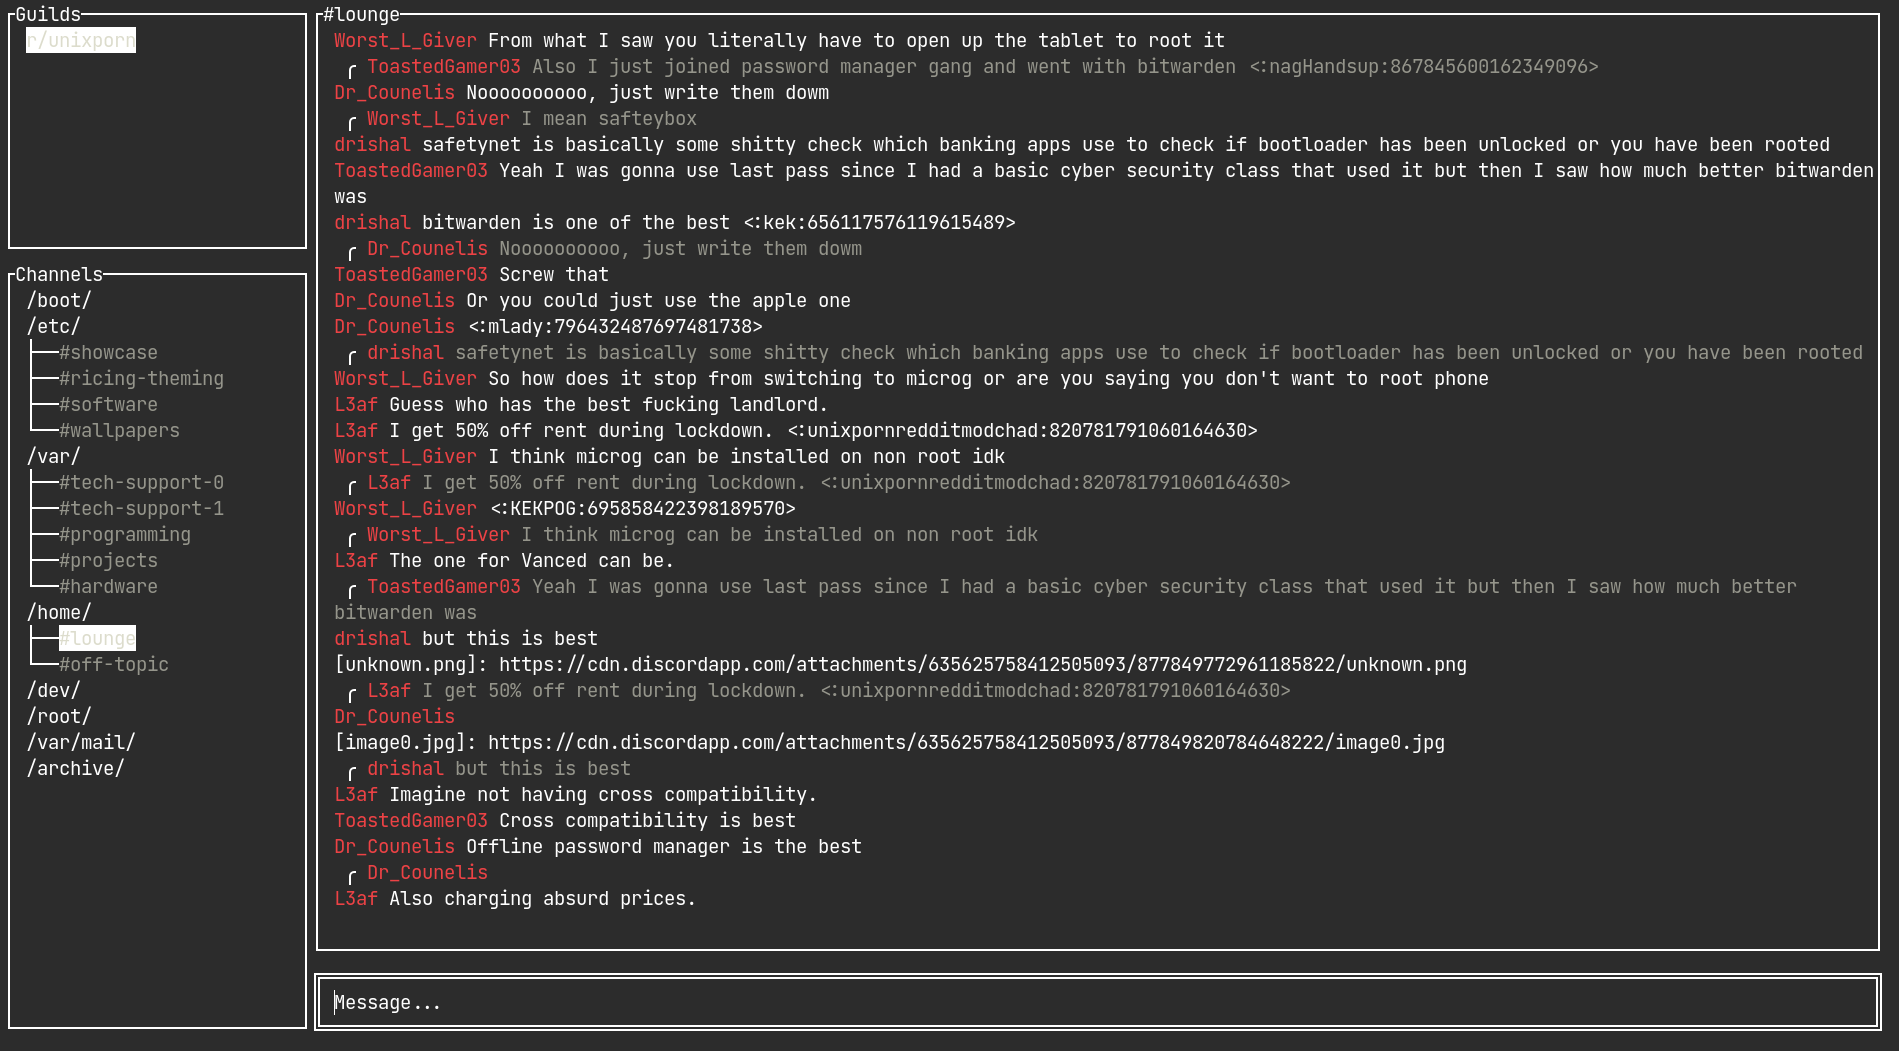 Guilds
r/unixporn
Channels
/boot/
/etc/
#showcase
#ricing-theming
#software
#wallpapers
/var/
#tech-support-0
#tech-support-1
#programming
#projects
#hardware
/home/
#lounge
#off-topic
/dev/
/root/
/var/mail/
/archive/
#lounge
Worst_L_Giver From what I saw you literally have to open up the tablet to root it
ToastedGamer03 Also I just joined password manager gang and went with bitwarden <:nagHandsup:867845600162349096>
Dr_Counelis Noooooooooo, just write them dowm
Worst_L_Giver I mean safteybox
drishal safetynet is basically some shitty check which banking apps use to check if bootloader has been unlocked or you have been rooted
ToastedGamer03 Yeah I was gonna use last pass since I had a basic cyber security class that used it but then I saw how much better bitwarden
was
drishal bitwarden is one of the best <:kek:656117576119615489>
Dr_Counelis Noooooooooo, just write them dowm
ToastedGamer03 Screw that
Dr_Counelis Or you could just use the apple one
Dr_Counelis <:mlady:796432487697481738>
drishal safetynet is basically some shitty check which banking apps use to check if bootloader has been unlocked or you have been rooted
Worst_L_Giver So how does it stop from switching to microg or are you saying you don't want to root phone
L3af Guess who has the best fucking landlord.
L3af I get 50% off rent during lockdown. <:unixpornredditmodchad:820781791060164630>
Worst_L_Giver I think microg can be installed on non root idk
L3af I get 50% off rent during lockdown. <:unixpornredditmodchad:820781791060164630>
Worst_L_Giver <:KEKPOG:695858422398189570>
Worst_L_Giver I think microg can be installed on non root idk
L3af The one for Vanced can be.
ToastedGamer03 Yeah I was gonna use last pass since I had a basic cyber security class that used it but then I saw how much better
bitwarden was
drishal but this is best
[unknown.png]: https://cdn.discordapp.com/attachments/635625758412505093/877849772961185822/unknown.png
L3af I get 50% off rent during lockdown. <:unixpornredditmodchad:820781791060164630>
Dr_Counelis
[image0.jpg]: https://cdn.discordapp.com/attachments/635625758412505093/877849820784648222/image0.jpg
drishal but this is best
L3af Imagine not having cross compatibility.
ToastedGamer03 Cross compatibility is best
Dr_Counelis Offline password manager is the best
Dr_Counelis
L3af Also charging absurd prices.
Message...